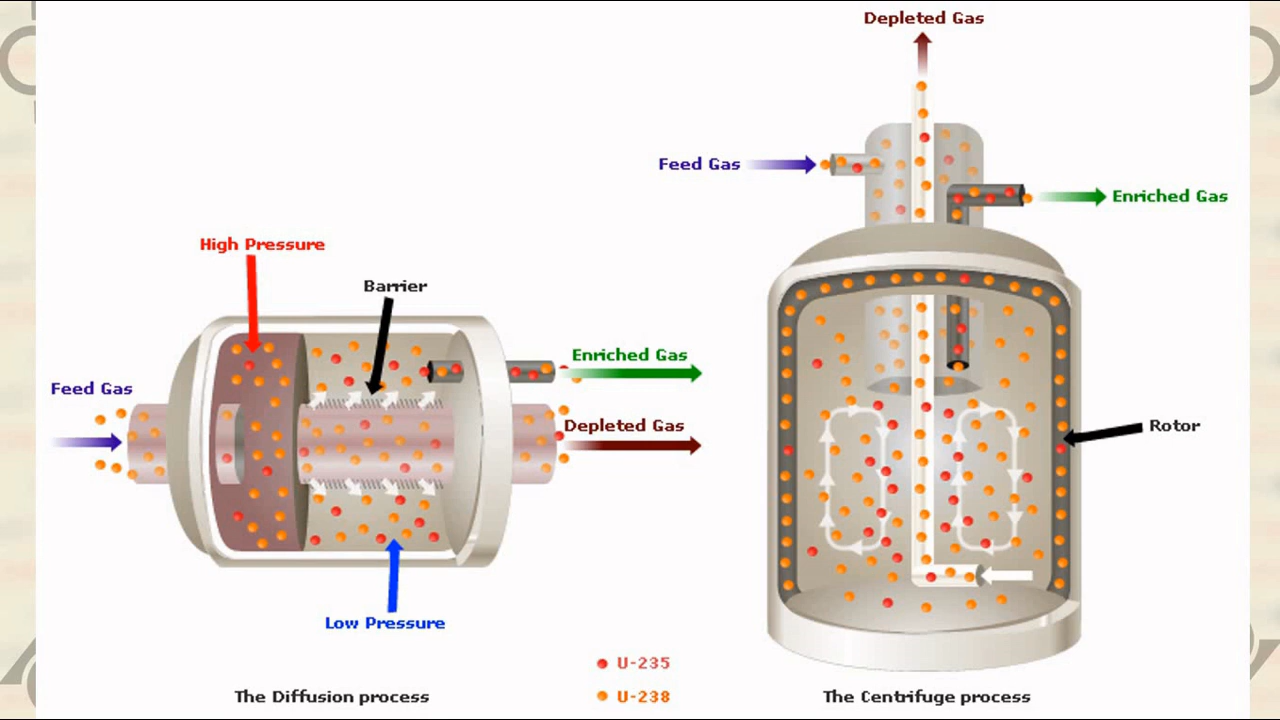 Depleted Gas
Feed Gas
Enriched Gas
High Pressure
Barrier
Enriched Gas
Feed Gas
Depleted Gas
Rotor
Low Pressure
U-235
U-238
The Diffusion process
The Centrifuge process